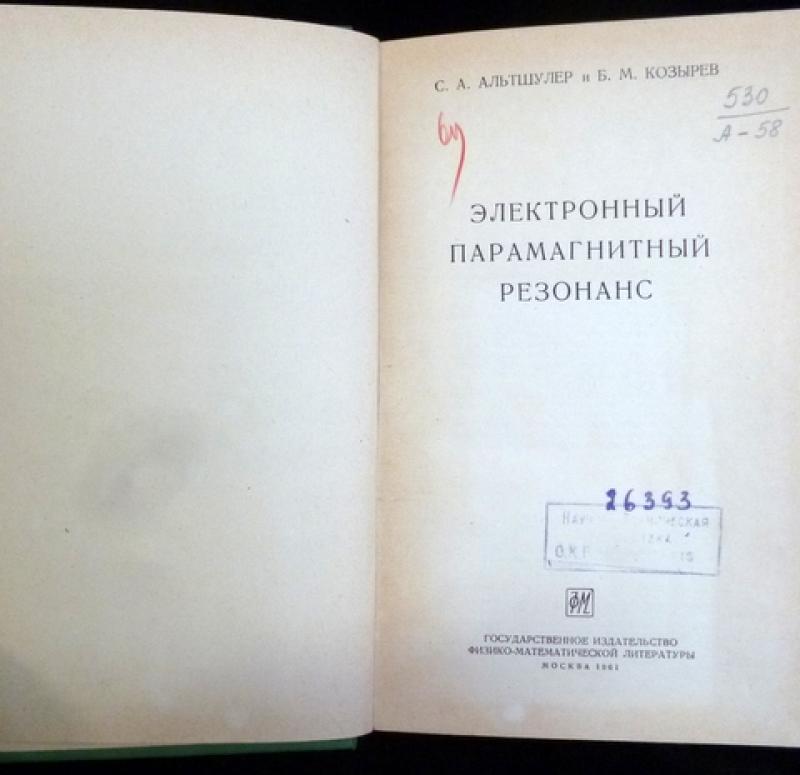 С. А. АЛЬТШУЛЕР и Б. М. КОЗЫРЕВ
530
А-58
ЭЛЕКТРОННЫЙ
ПАРАМАГНИТНЫЙ
РЕЗОНАНС
26393
ФМ
ГОСУДАРСТВЕННОЕ ИЗДАТЕЛЬСТВО
ФИЗИКО-МАТЕМАТИЧЕСКОЙ ЛИТЕРАТУРЫ
МОСКВА 1961